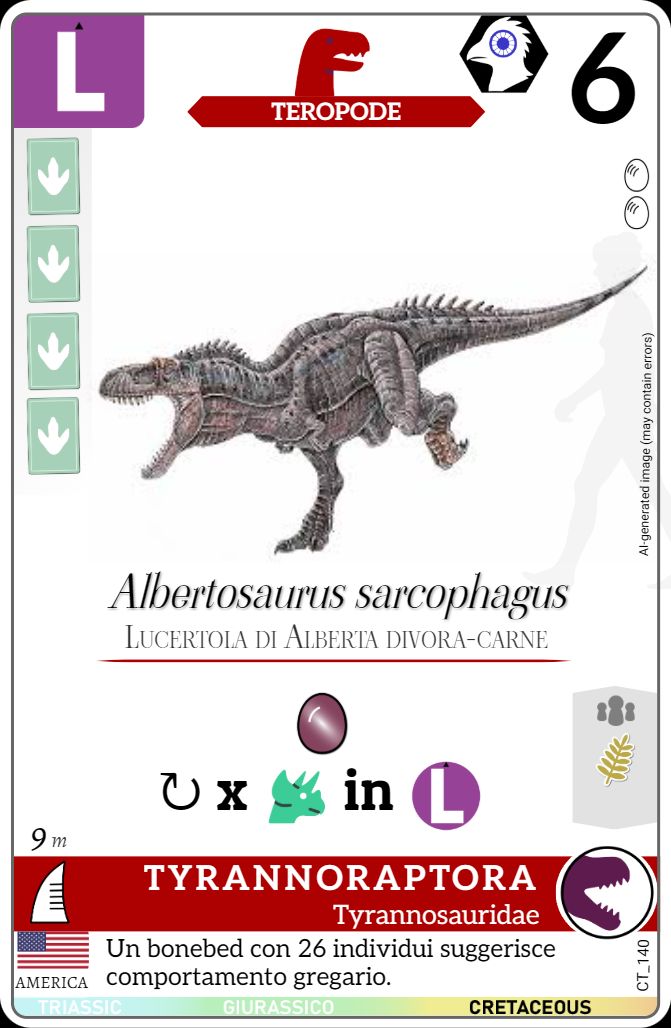 L
TEROPODE
6
AI-generated image (may contain errors)
Albertosaurus sarcophagus
Lucertola di Alberta divora-carne
x in L
9 m
TYRANNORAPTORA
Tyrannosauridae
AMERICA
Un bonebed con 26 individui suggerisce
comportamento gregario.
CT_140
TRIASSIC GIURASSICO CRETACEOUS